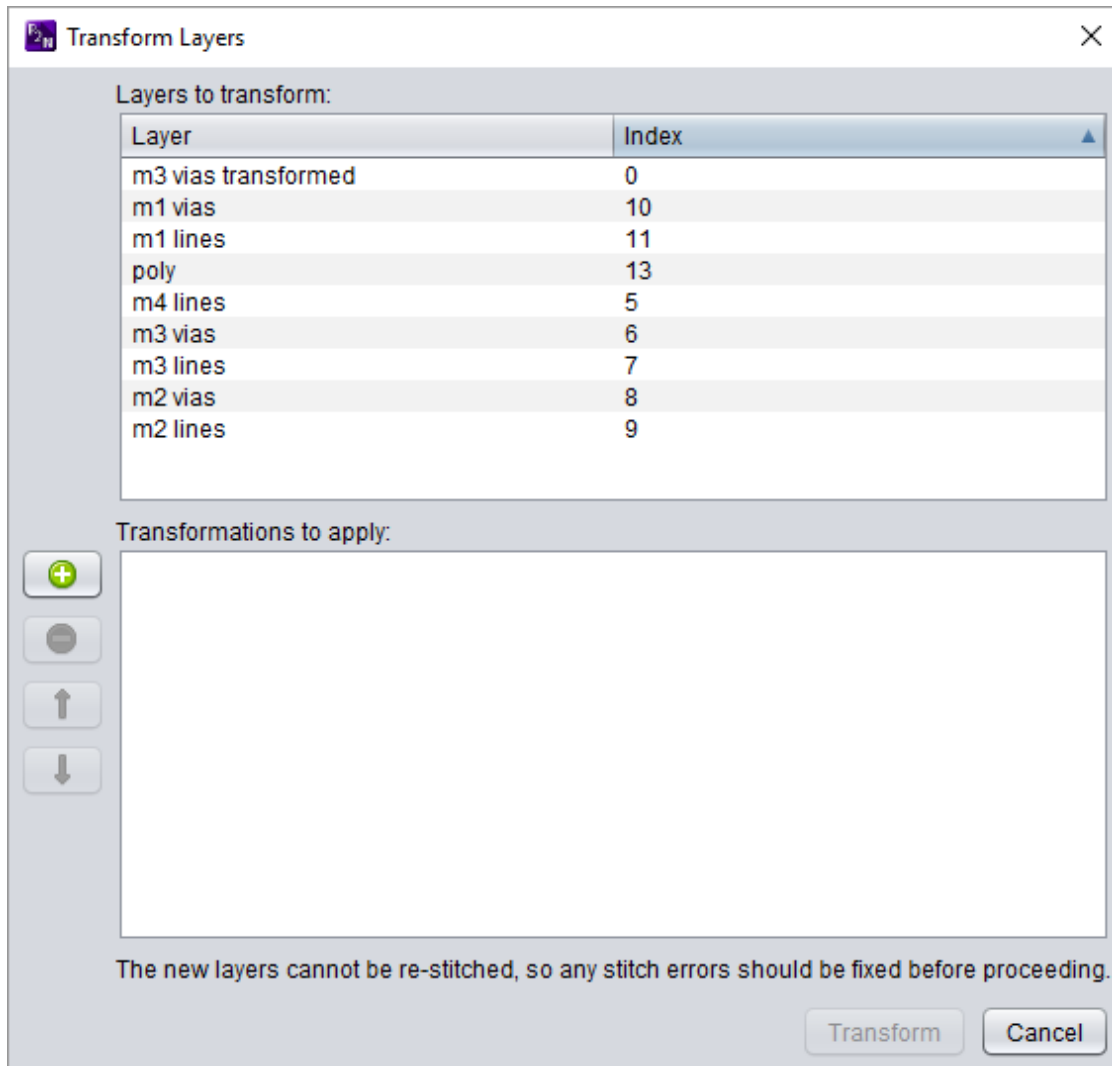 P2N Transform Layers
Layers to transform:
Layer Index
m3 vias transformed 0
m1 vias 10
m1 lines 11
poly 13
m4 lines 5
m3 vias 6
m3 lines 7
m2 vias 8
m2 lines 9
Transformations to apply:
The new layers cannot be re-stitched, so any stitch errors should be fixed before proceeding.
Transform Cancel